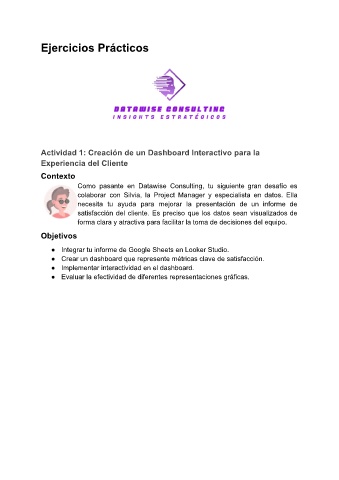 Ejercicios Prácticos
DATAWISE CONSULTING
INSIGHTS ESTRATÉGICOS
Actividad 1: Creación de un Dashboard Interactivo para la
Experiencia del Cliente
Contexto
Como pasante en Datawise Consulting, tu siguiente gran desafío es
colaborar con Silvia, la Project Manager y especialista en datos. Ella
necesita tu ayuda para mejorar la presentación de un informe de
satisfacción del cliente. Es preciso que los datos sean visualizados de
forma clara y atractiva para facilitar la toma de decisiones del equipo.
Objetivos
● Integrar tu informe de Google Sheets en Looker Studio.
● Crear un dashboard que represente métricas clave de satisfacción.
● Implementar interactividad en el dashboard.
● Evaluar la efectividad de diferentes representaciones gráficas.